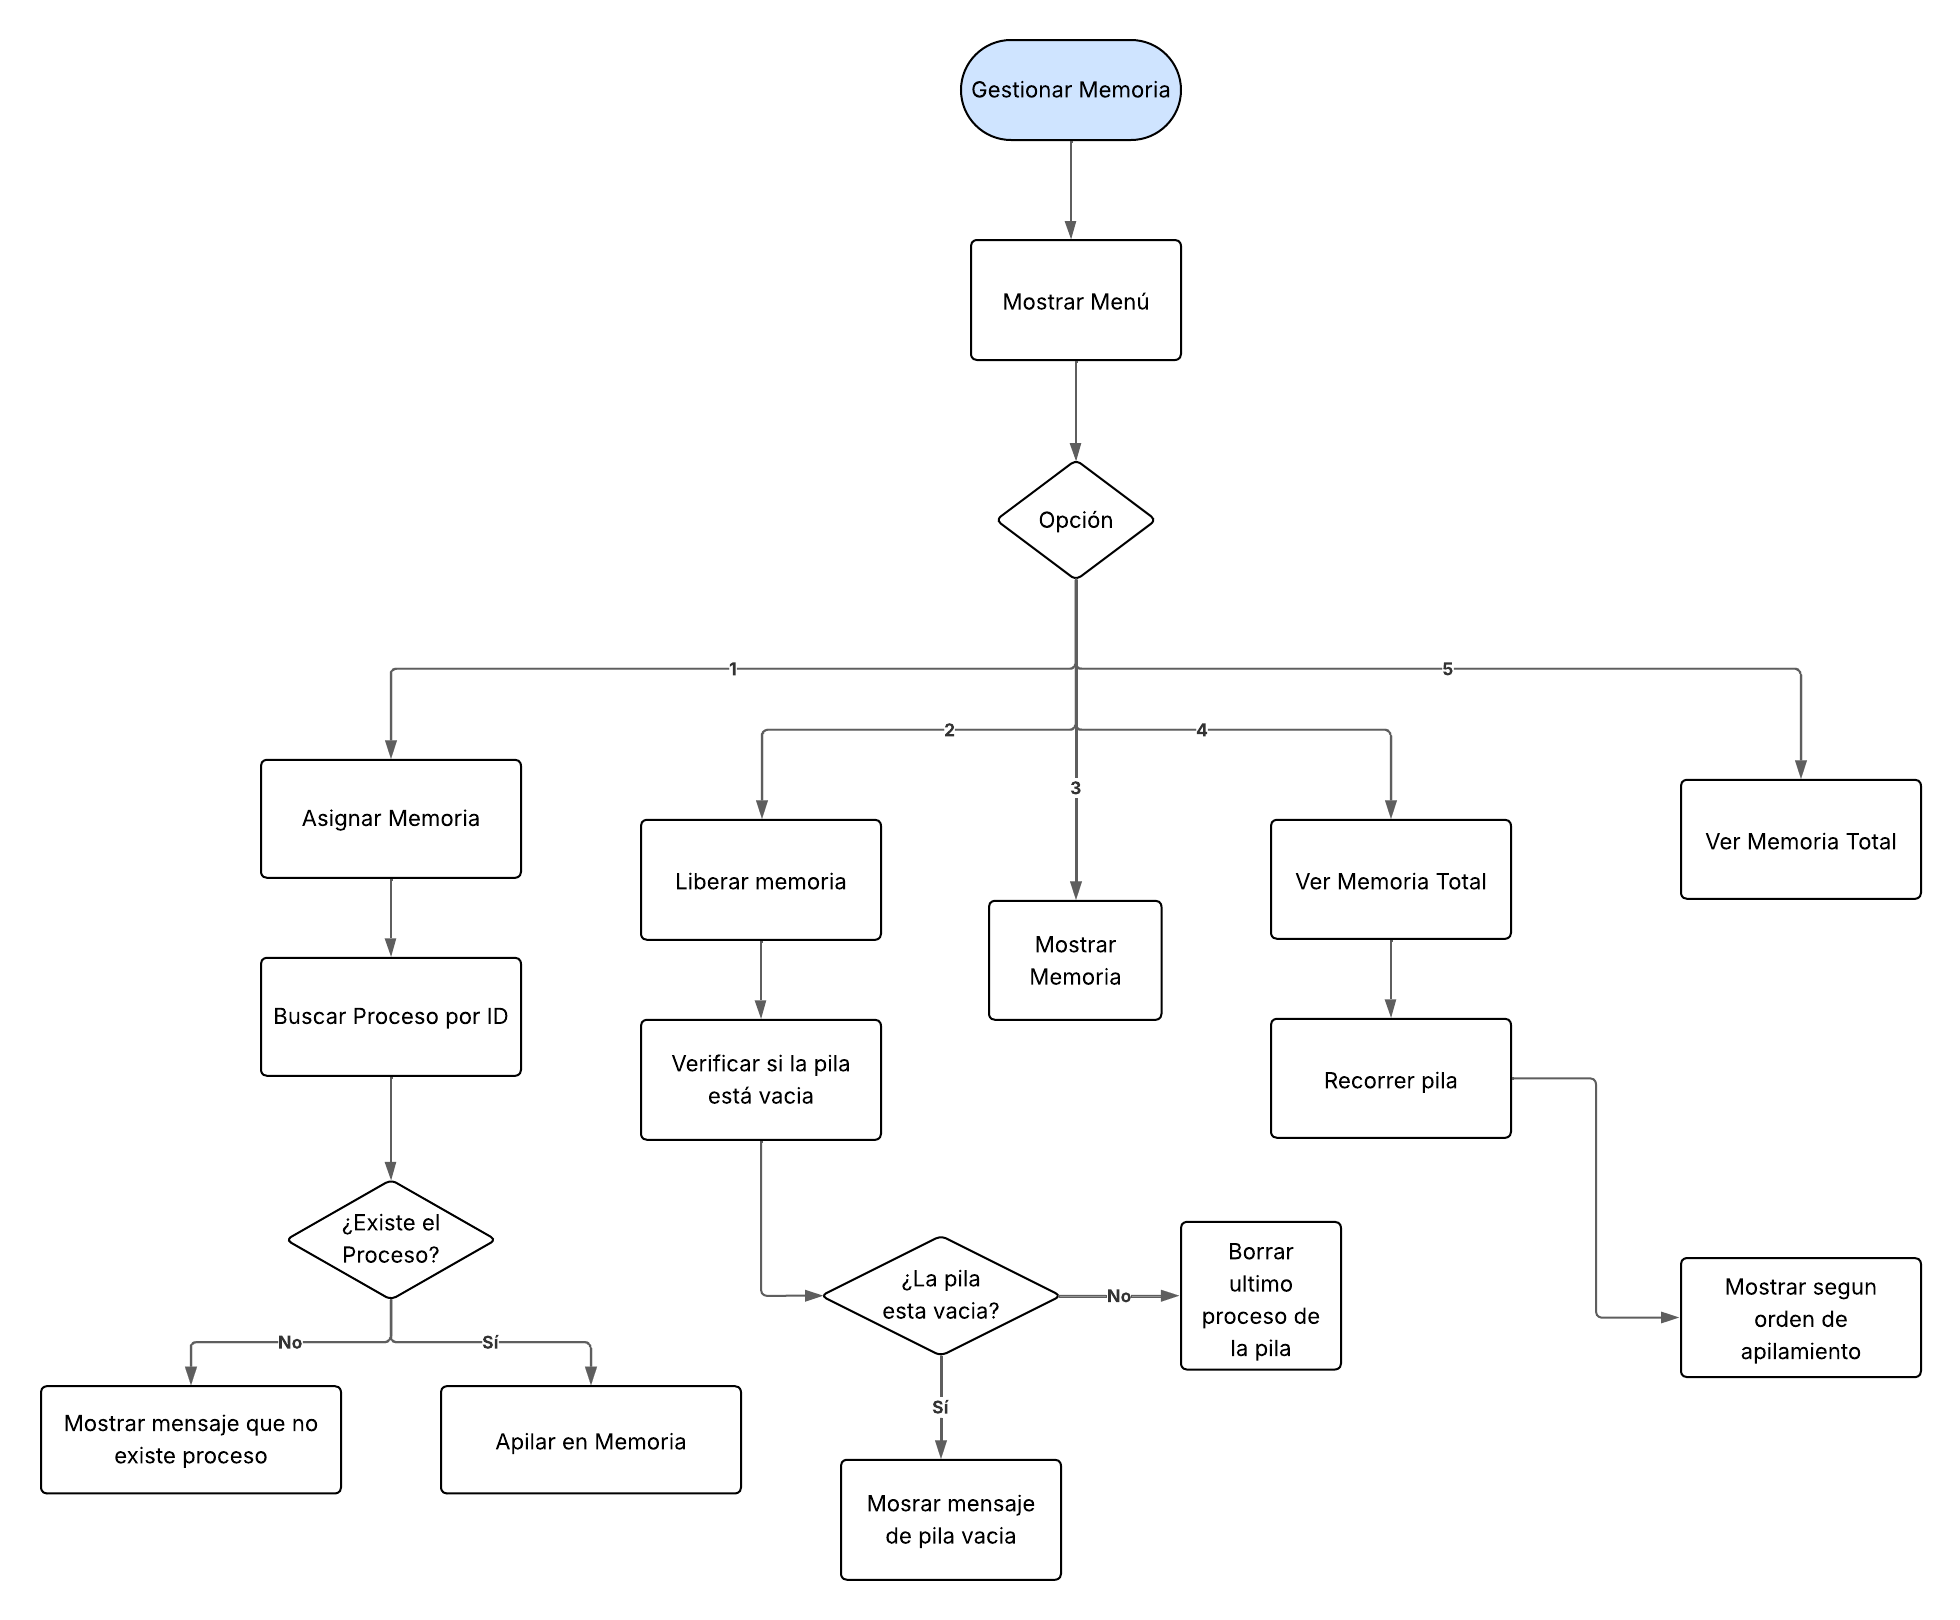 Gestionar Memoria
Mostrar Menú
Opción
1
5
2
4
3
Asignar Memoria
Liberar memoria
Mostrar
Memoria
Ver Memoria Total
Ver Memoria Total
Buscar Proceso por ID
Verificar si la pila
está vacia
Recorrer pila
¿Existe el
Proceso?
No
Sí
Mostrar mensaje que no
existe proceso
Apilar en Memoria
¿La pila
esta vacia?
No
Borrar
ultimo
proceso de
la pila
Sí
Mosrar mensaje
de pila vacia
Mostrar segun
orden de
apilamiento